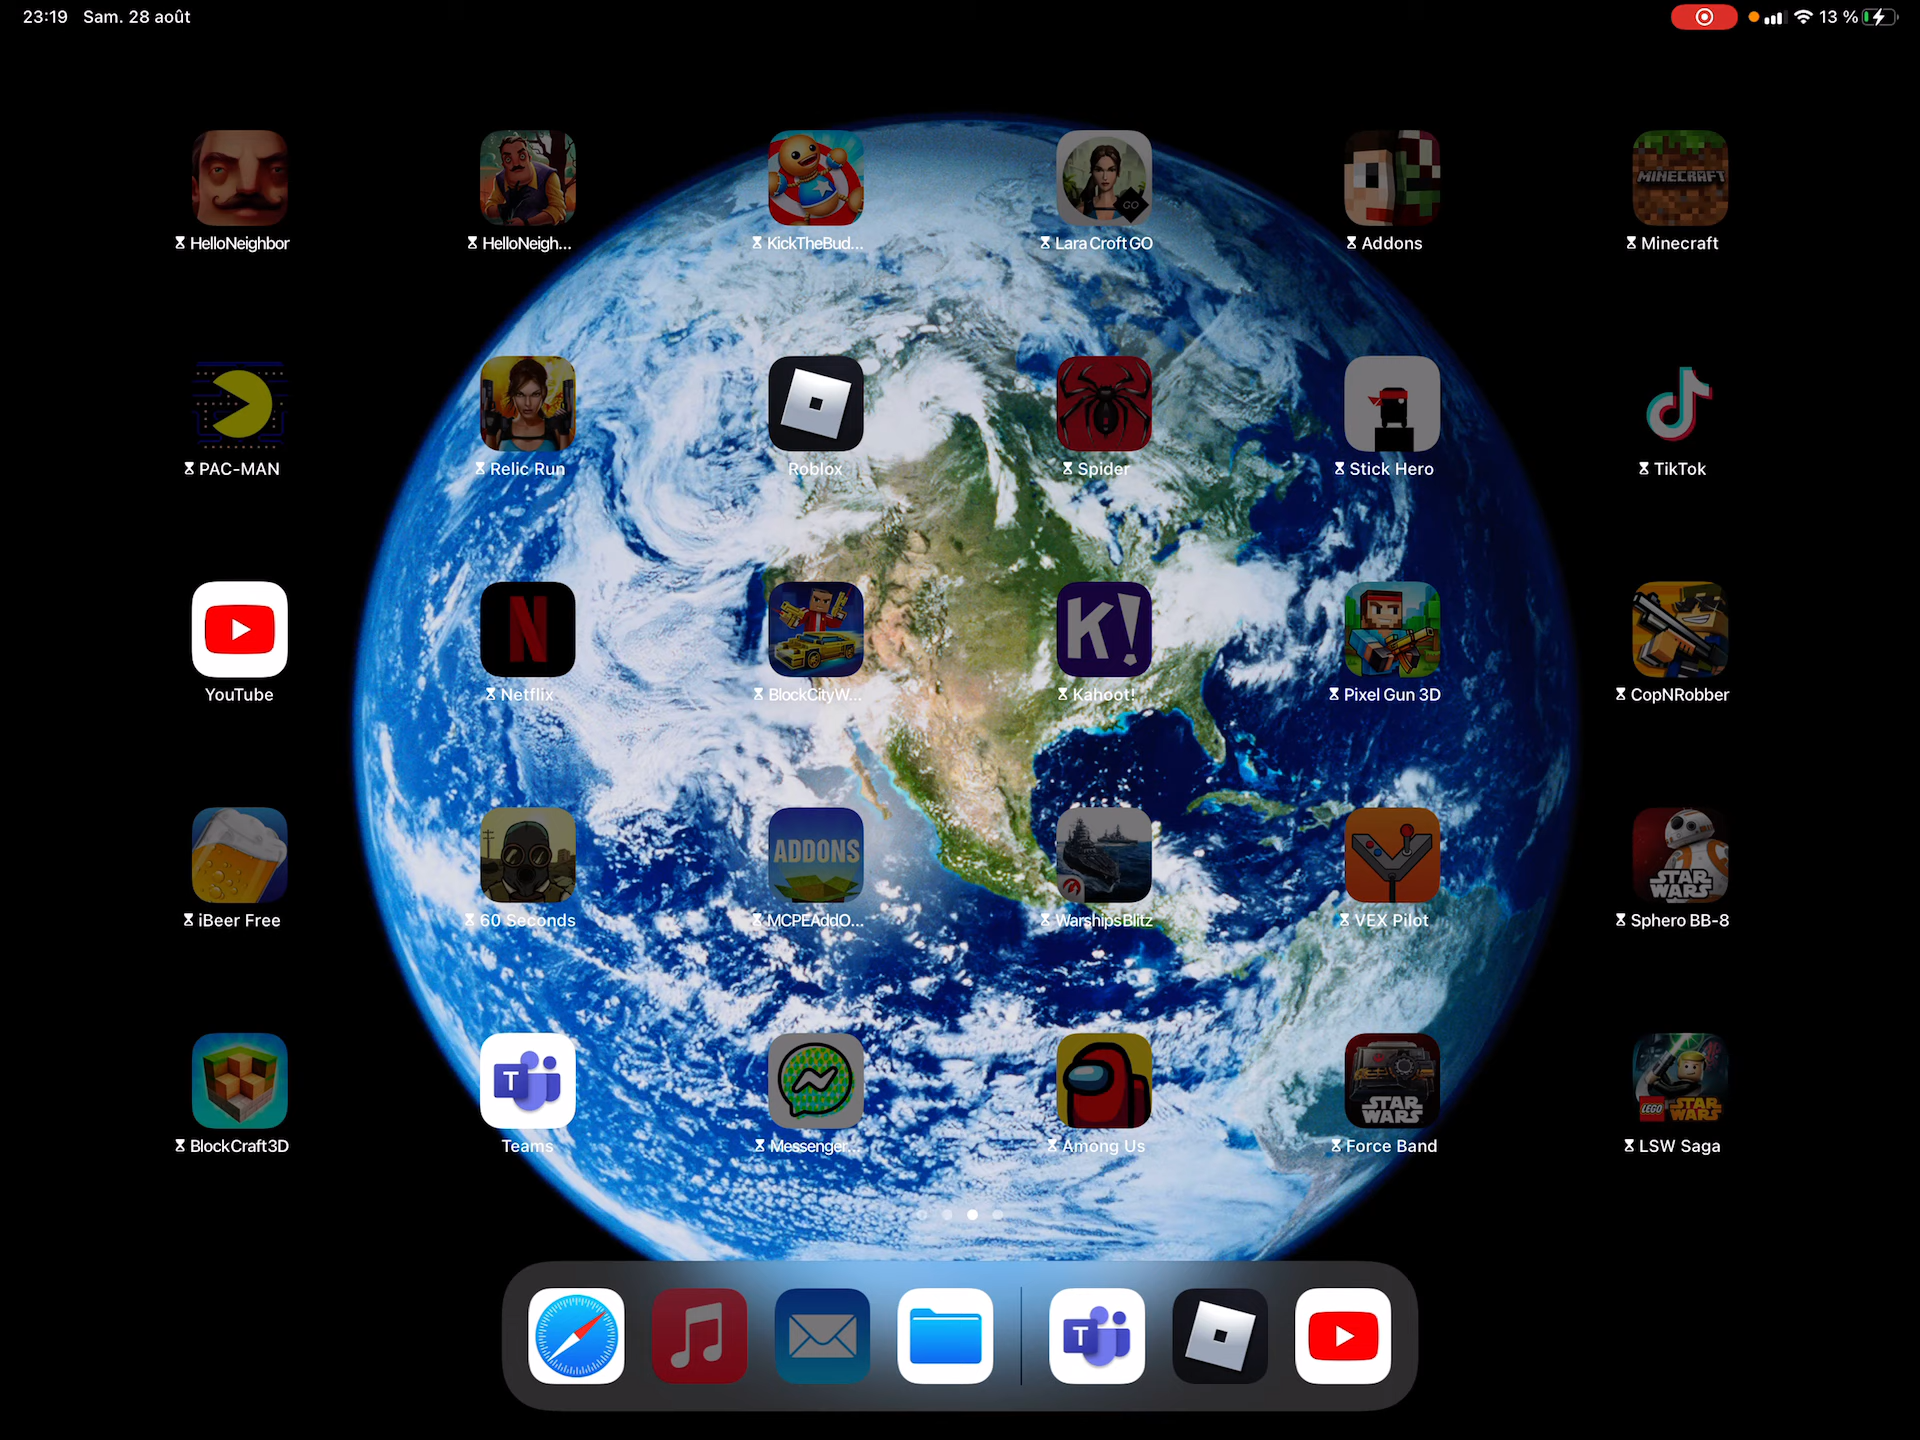 23:19 Sam. 28 août
13 %
HelloNeighbor
HelloNeigh...
KickTheBud...
GO
Lara Croft GO
Addons
MINECRAFT
Minecraft
PAC-MAN
Relic Run
Roblox
Spider
Stick Hero
TikTok
YouTube
N
Netflix
BlockCityW...
K!
Kahoot!
Pixel Gun 3D
CopNRobber
iBeer Free
60 Seconds
ADDONS
MCPEAddO...
WarshipsBlitz
VEX Pilot
STAR WARS
Sphero BB-8
BlockCraft3D
T
Teams
Messenger...
Among Us
STAR WARS
Force Band
LEGO STAR WARS
LSW Saga
T